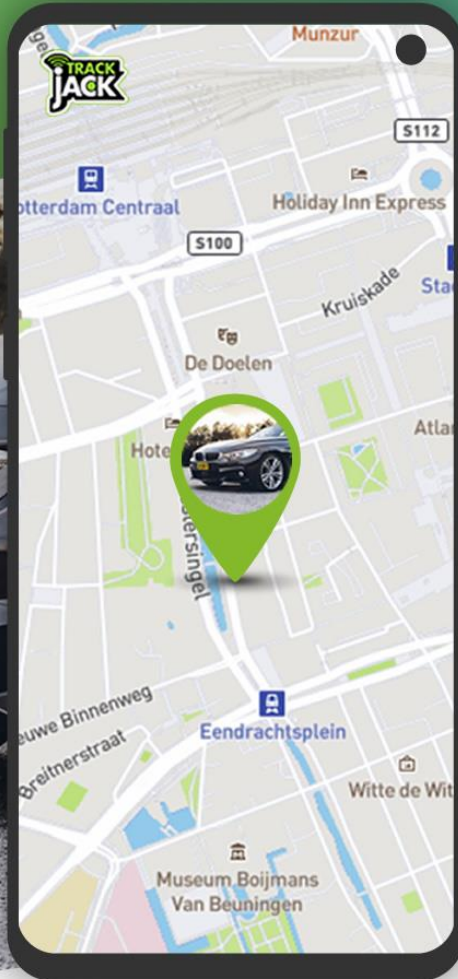 Munzur
TRACK
JACK
S112
otterdam Centraal
Holiday Inn Express
S100
Kruiskade
Sta
De Doelen
Hote
Atla
tersingel
euwe Binnenweg
Eendrachtsplein
Breitnerstraat
Witte de Wit
Museum Boijmans
Van Beuningen